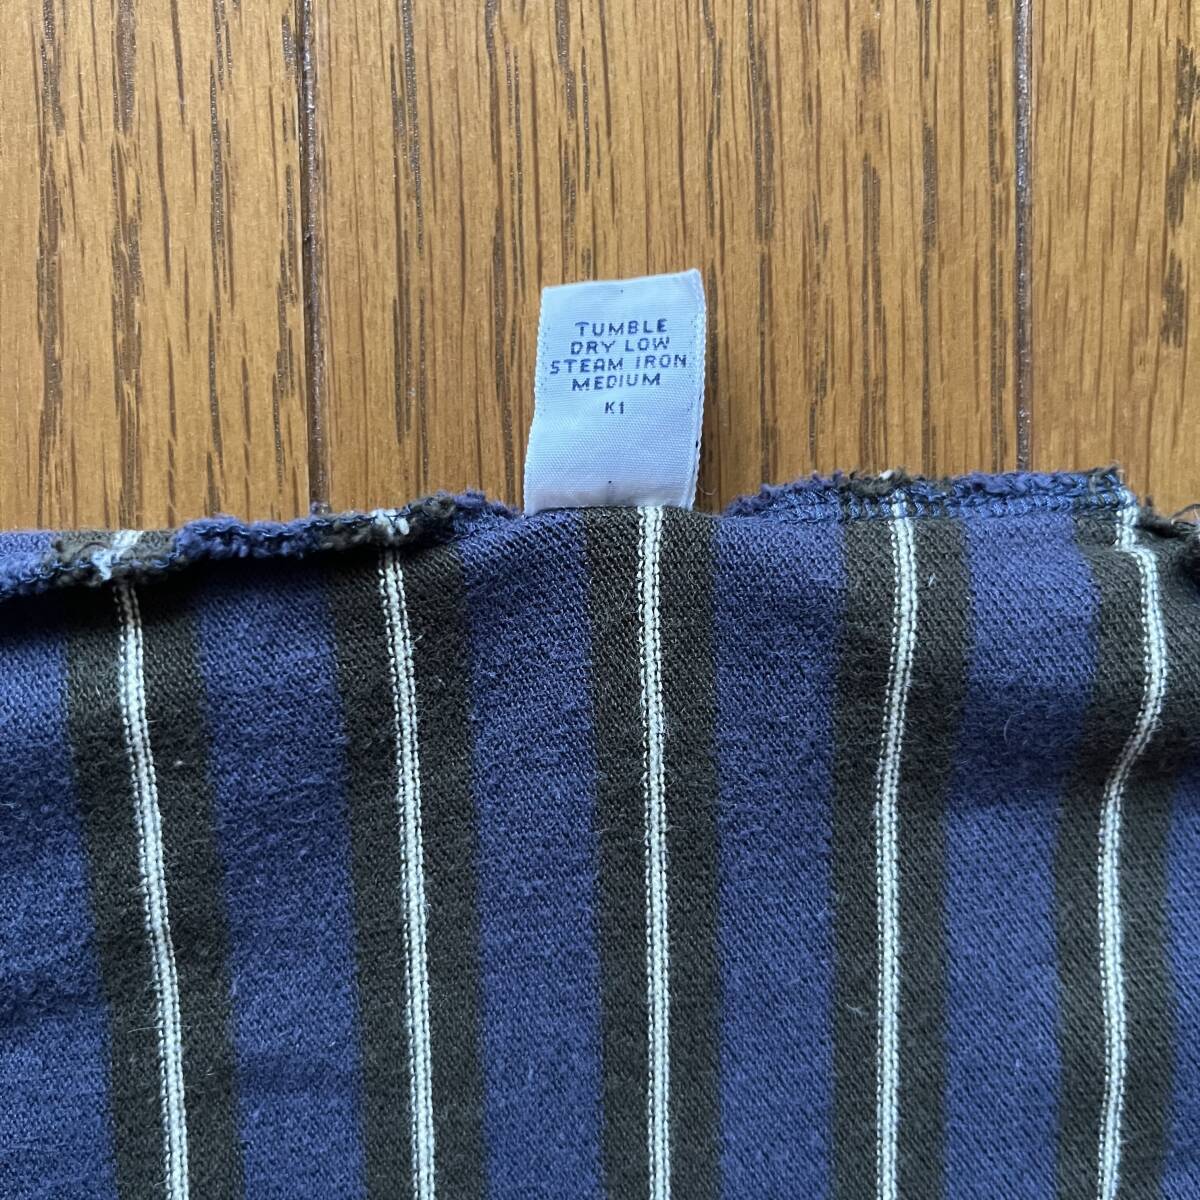 TUMBLE
DRY LOW
STEAM IRON
MEDIUM
K1